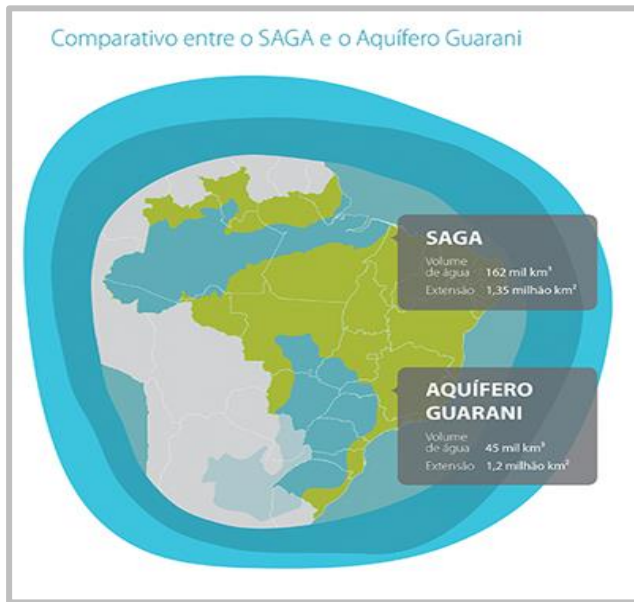 Comparativo entre o SAGA e o Aquífero Guarani
SAGA
Volume
de água 162 mil km³
Extensão 1,35 milhão km²
AQUÍFERO
GUARANI
Volume
de água 45 mil km³
Extensão 1,2 milhão km²